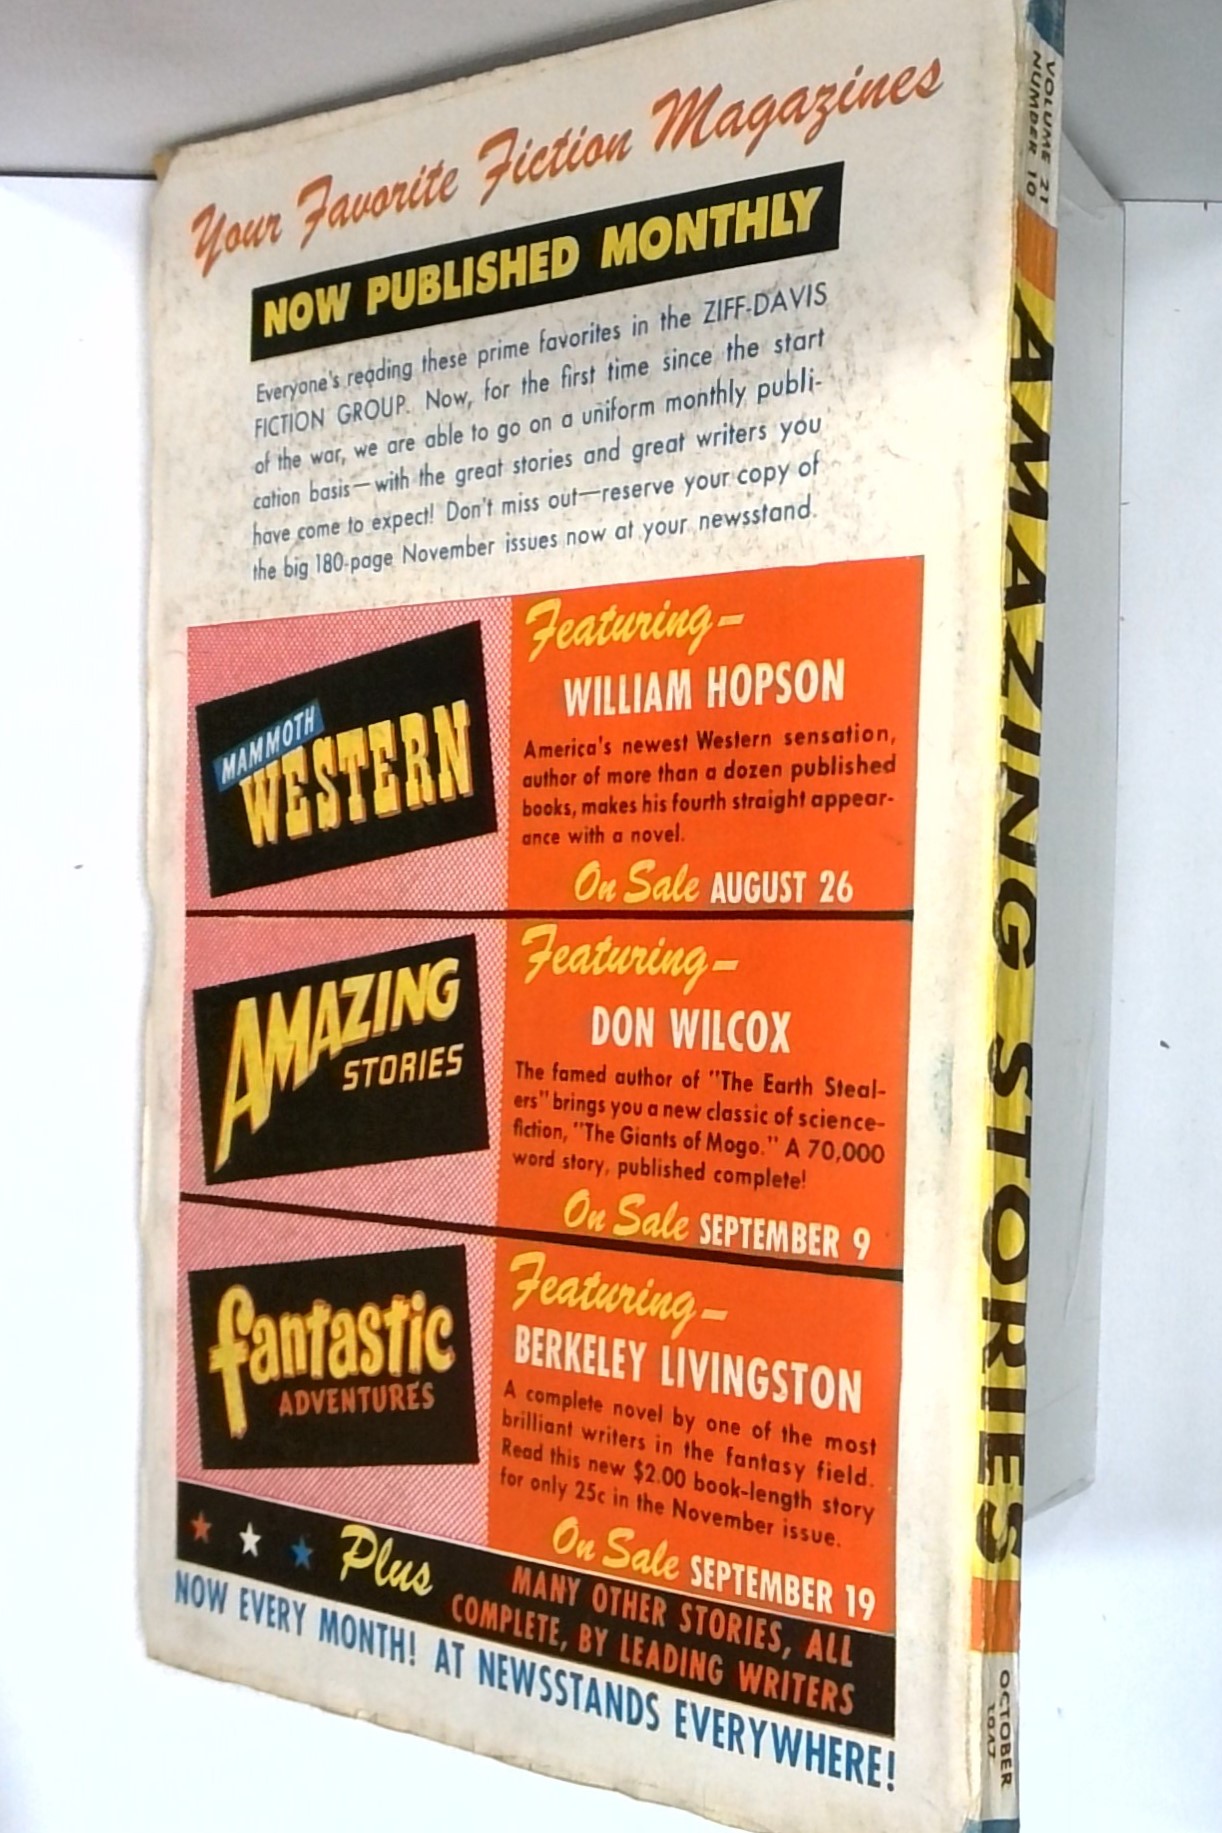 Your Favorite Fiction Magazines
NOW PUBLISHED MONTHLY
Everyone's reading these prime favorites in the ZIFF-DAVIS
FICTION GROUP. Now, for the first time since the start
of the war, we are able to go on a uniform monthly publi-
cation basis—with the great stories and great writers you
have come to expect! Don't miss out—reserve your copy of
the big 180-page November issues now at your newsstand.
MAMMOTH
WESTERN
Featuring—
WILLIAM HOPSON
America's newest Western sensation,
author of more than a dozen published
books, makes his fourth straight appear-
ance with a novel.
On Sale AUGUST 26
AMAZING
STORIES
Featuring—
DON WILCOX
The famed author of "The Earth Steal-
ers" brings you a new classic of science-
fiction, "The Giants of Mogo." A 70,000
word story, published complete!
On Sale SEPTEMBER 9
fantastic
ADVENTURES
Featuring—
BERKELEY LIVINGSTON
A complete novel by one of the most
brilliant writers in the fantasy field.
Read this new $2.00 book-length story
for only 25c in the November issue.
On Sale SEPTEMBER 19
Plus
MANY OTHER STORIES, ALL
COMPLETE, BY LEADING WRITERS
NOW EVERY MONTH! AT NEWSSTANDS EVERYWHERE!
VOLUME 21
NUMBER 10
AMAZING STORIES
OCTOBER
1947